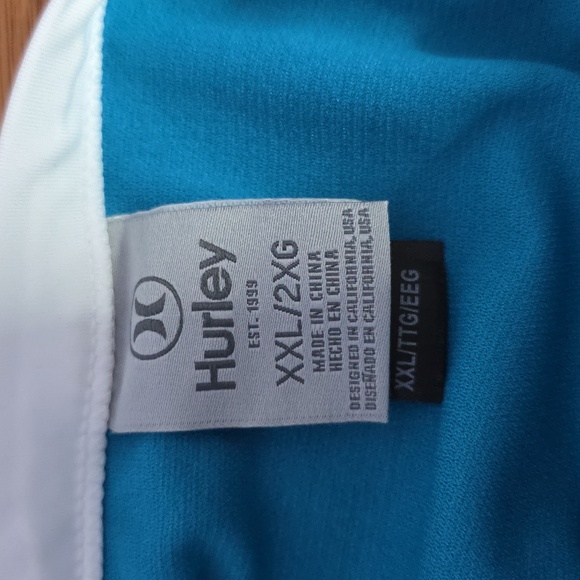 Hurley
EST. 1999
XXL/2XG
MADE IN CHINA
HECHO EN CHINA
DESIGNED IN CALIFORNIA, USA
DISEÑADO EN CALIFORNIA, USA
XXL/TTG/EEG